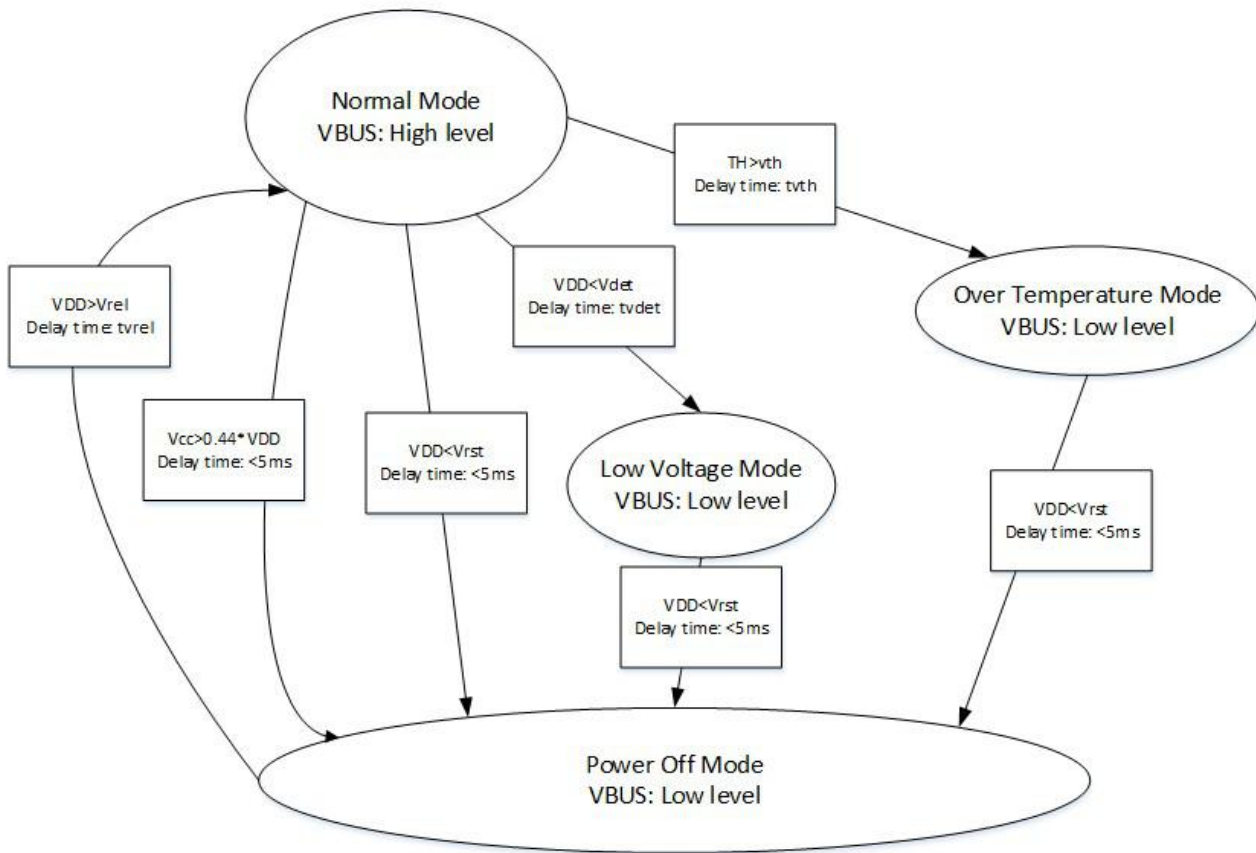 Normal Mode
VBUS: High level
TH>vth
Delay time: tvth
VDD>Vrel
Delay time: tvrel
VDD<Vdet
Delay time: tvdet
Over Temperature Mode
VBUS: Low level
Vcc>0.44*VDD
Delay time: <5ms
VDD<Vrst
Delay time: <5ms
Low Voltage Mode
VBUS: Low level
VDD<Vrst
Delay time: <5ms
VDD<Vrst
Delay time: <5ms
Power Off Mode
VBUS: Low level